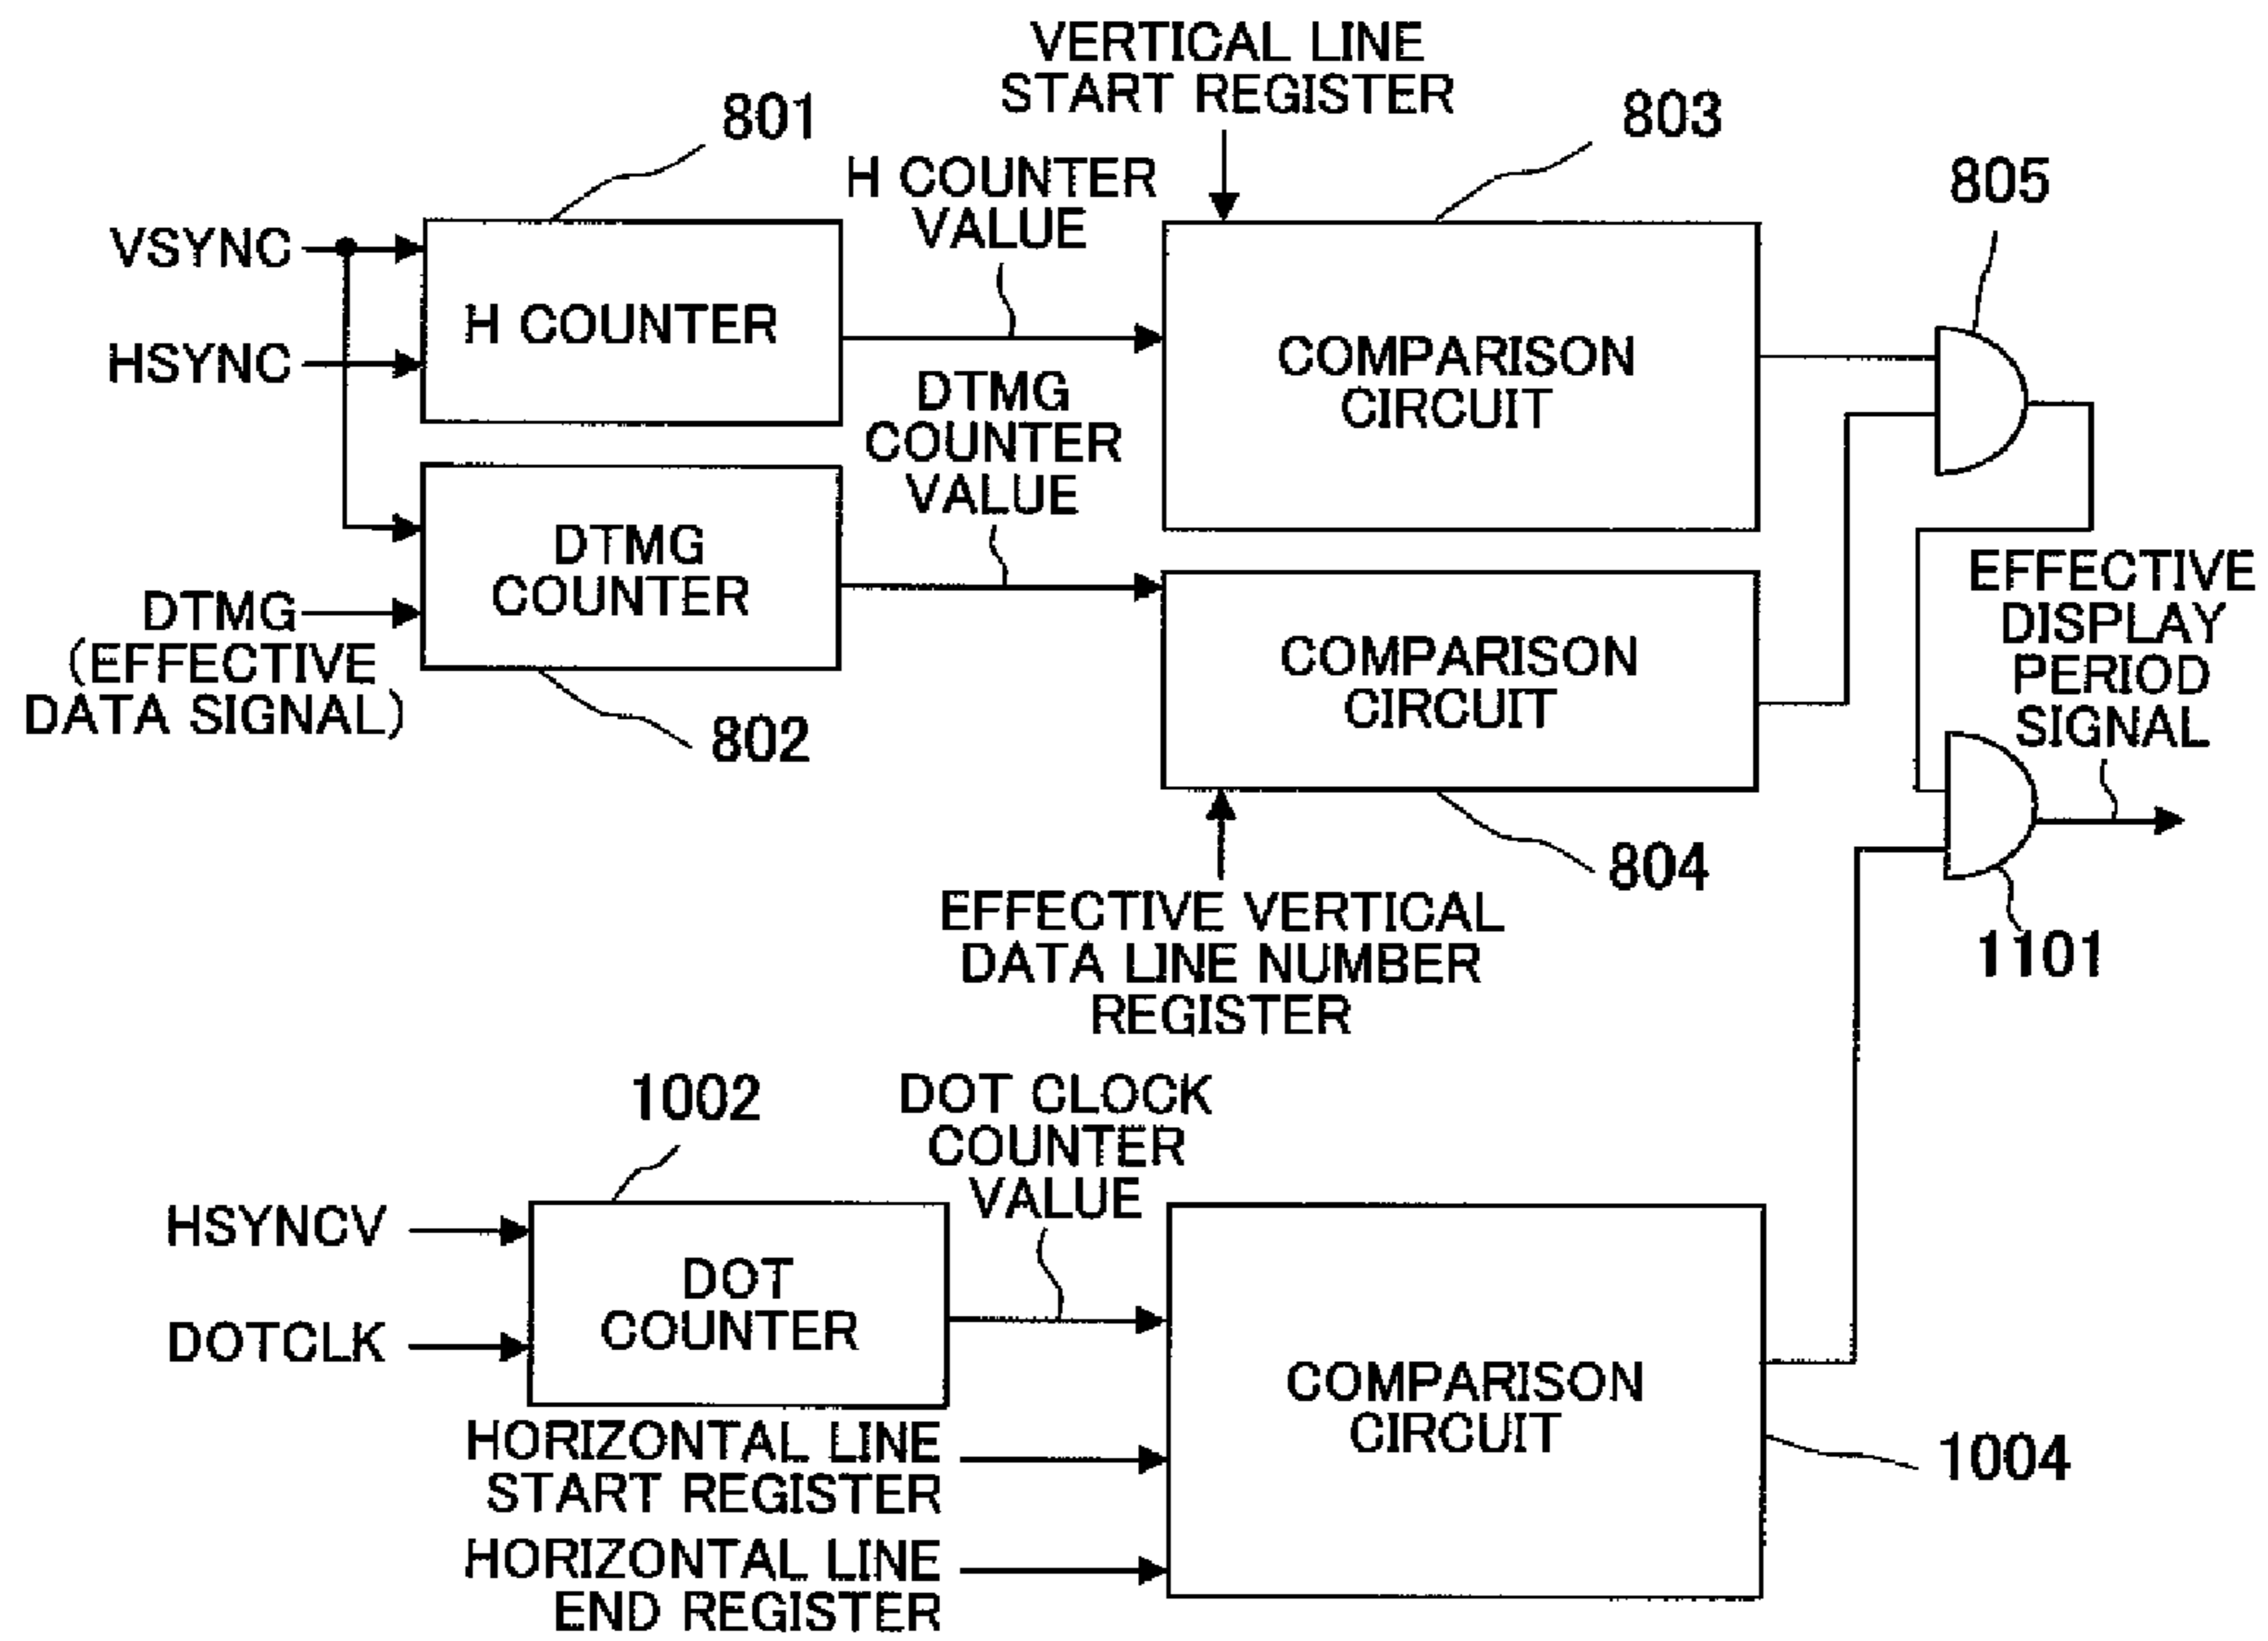 VERTICAL LINE
START REGISTER
801
803
H COUNTER
VALUE
805
VSYNC
H COUNTER
HSYNC
COMPARISON
CIRCUIT
DTMG
COUNTER
VALUE
DTMG
COUNTER
DTMG
(EFFECTIVE
DATA SIGNAL)
802
COMPARISON
CIRCUIT
EFFECTIVE
DISPLAY
PERIOD
SIGNAL
804
EFFECTIVE VERTICAL
DATA LINE NUMBER
REGISTER
1101
1002
DOT CLOCK
COUNTER
VALUE
HSYNCV
DOT
COUNTER
DOTCLK
COMPARISON
CIRCUIT
HORIZONTAL LINE
START REGISTER
1004
HORIZONTAL LINE
END REGISTER